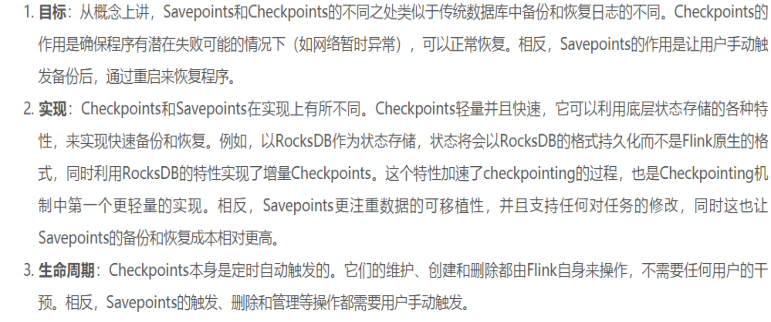 1. 目标：从概念上讲，Savepoints和Checkpoints的不同之处类似于传统数据库中备份和恢复日志的不同。Checkpoints的
作用是确保程序有潜在失败可能的情况下（如网络暂时异常），可以正常恢复。相反，Savepoints的作用是让用户手动触
发备份后，通过重启来恢复程序。
2. 实现：Checkpoints和Savepoints在实现上有所不同。Checkpoints轻量并且快速，它可以利用底层状态存储的各种特
性，来实现快速备份和恢复。例如，以RocksDB作为状态存储，状态将会以RocksDB的格式持久化而不是Flink原生的格
式，同时利用RocksDB的特性实现了增量Checkpoints。这个特性加速了checkpointing的过程，也是Checkpointing机
制中第一个更轻量的实现。相反，Savepoints更注重数据的可移植性，并且支持任何对任务的修改，同时这也让
Savepoints的备份和恢复成本相对更高。
3. 生命周期：Checkpoints本身是定时自动触发的。它们的维护、创建和删除都由Flink自身来操作，不需要任何用户的干
预。相反，Savepoints的触发、删除和管理等操作都需要用户手动触发。